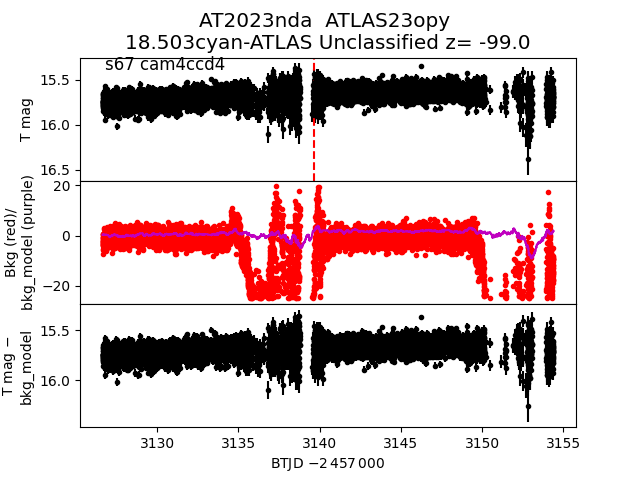 AT2023nda  ATLAS23opy
18.503cyan-ATLAS Unclassified z= -99.0
s67 cam4ccd4
15.5
16.0
16.5
T mag
20
0
−20
Bkg (red)/
bkg_model (purple)
15.5
16.0
T mag −
bkg_model
3130
3135
3140
3145
3150
3155
BTJD −2 457 000